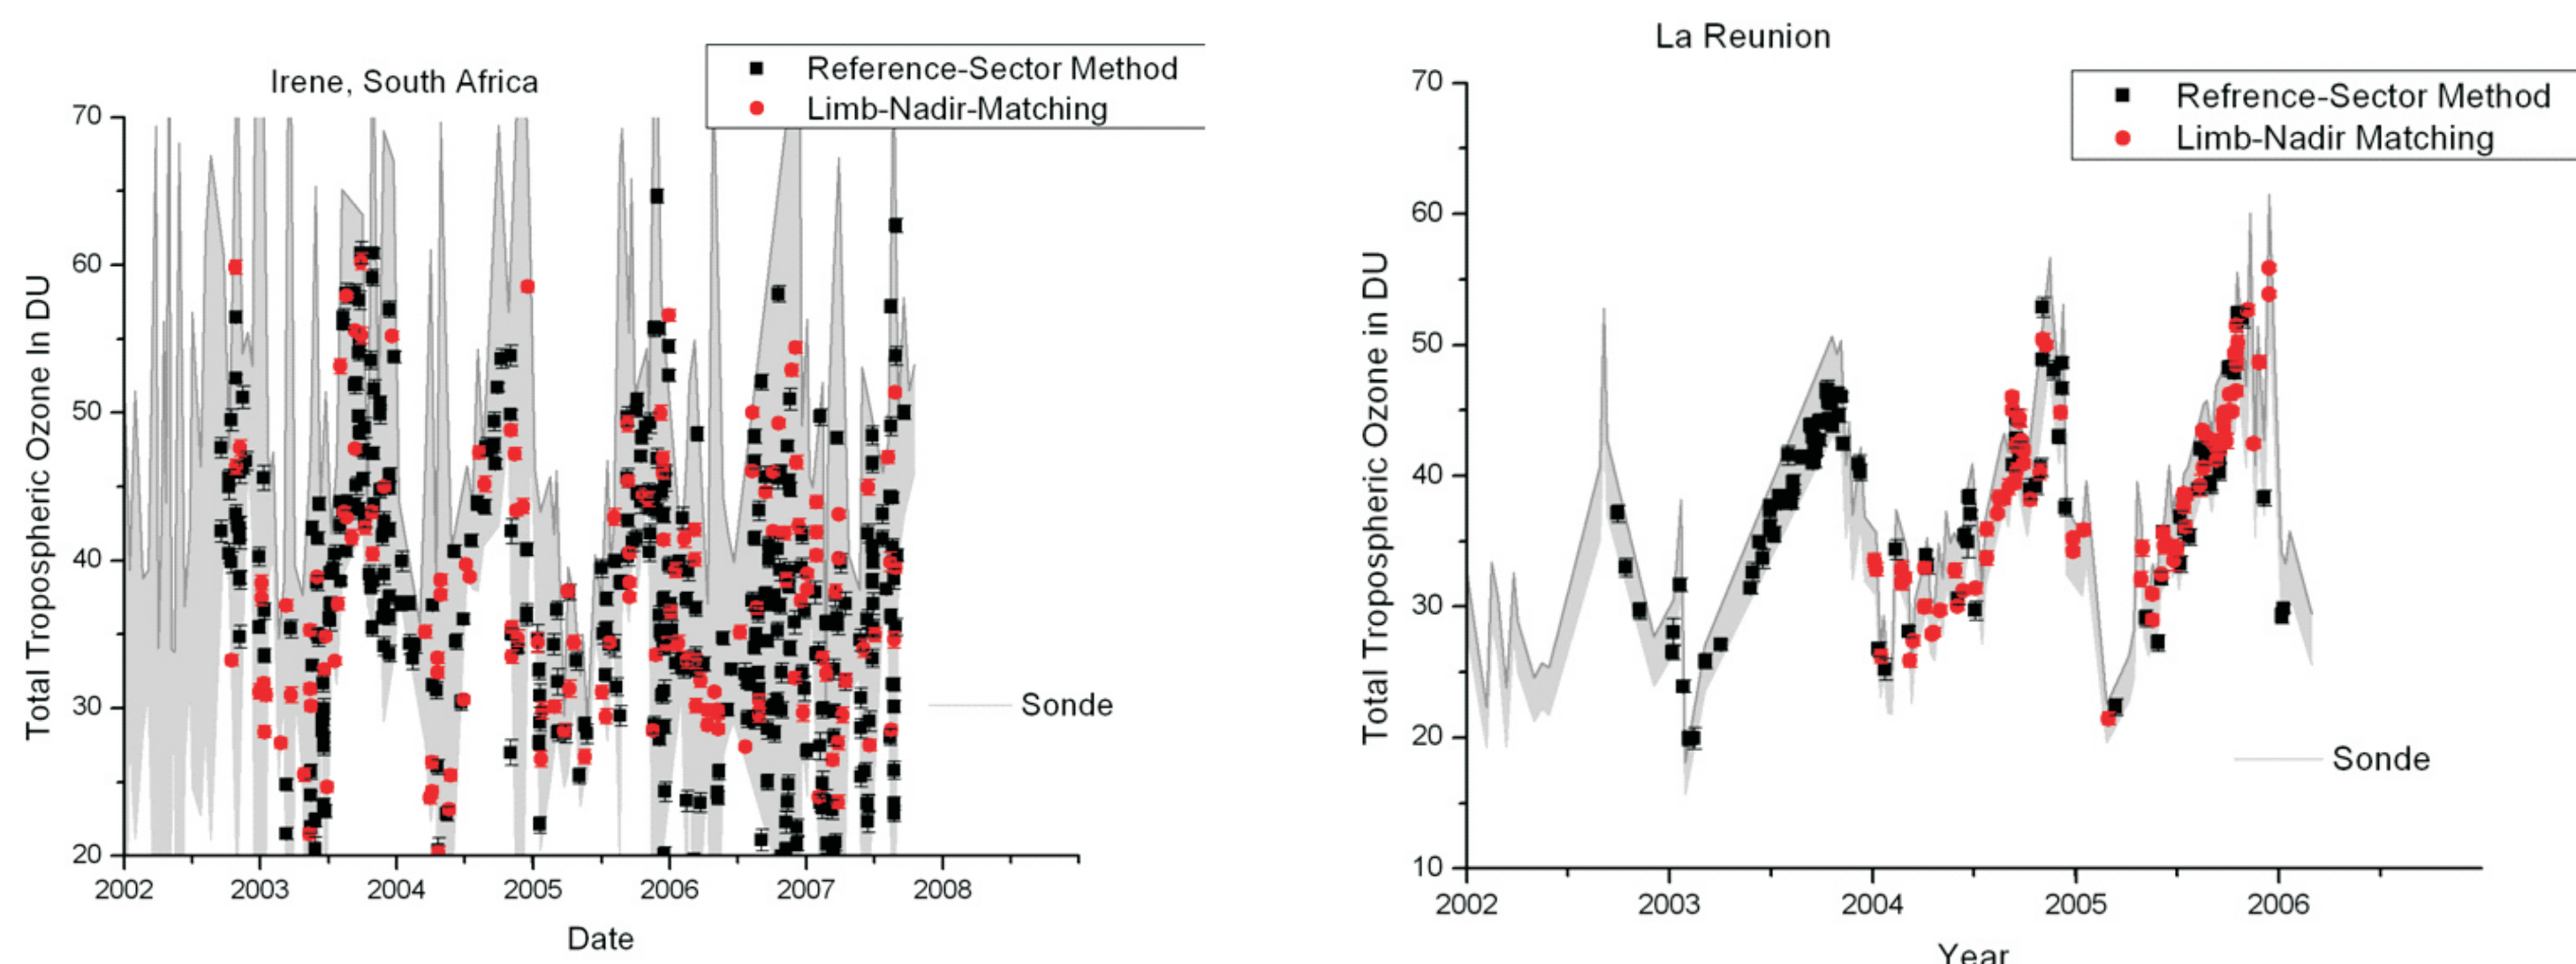 Irene, South Africa
Reference-Sector Method
Limb-Nadir-Matching
Total Tropospheric Ozone In DU
70
60
50
40
30
20
Sonde
2002 2003 2004 2005 2006 2007 2008
Date
La Reunion
Refrence-Sector Method
Limb-Nadir Matching
Total Tropospheric Ozone in DU
70
60
50
40
30
20
10
Sonde
2002 2003 2004 2005 2006
Year